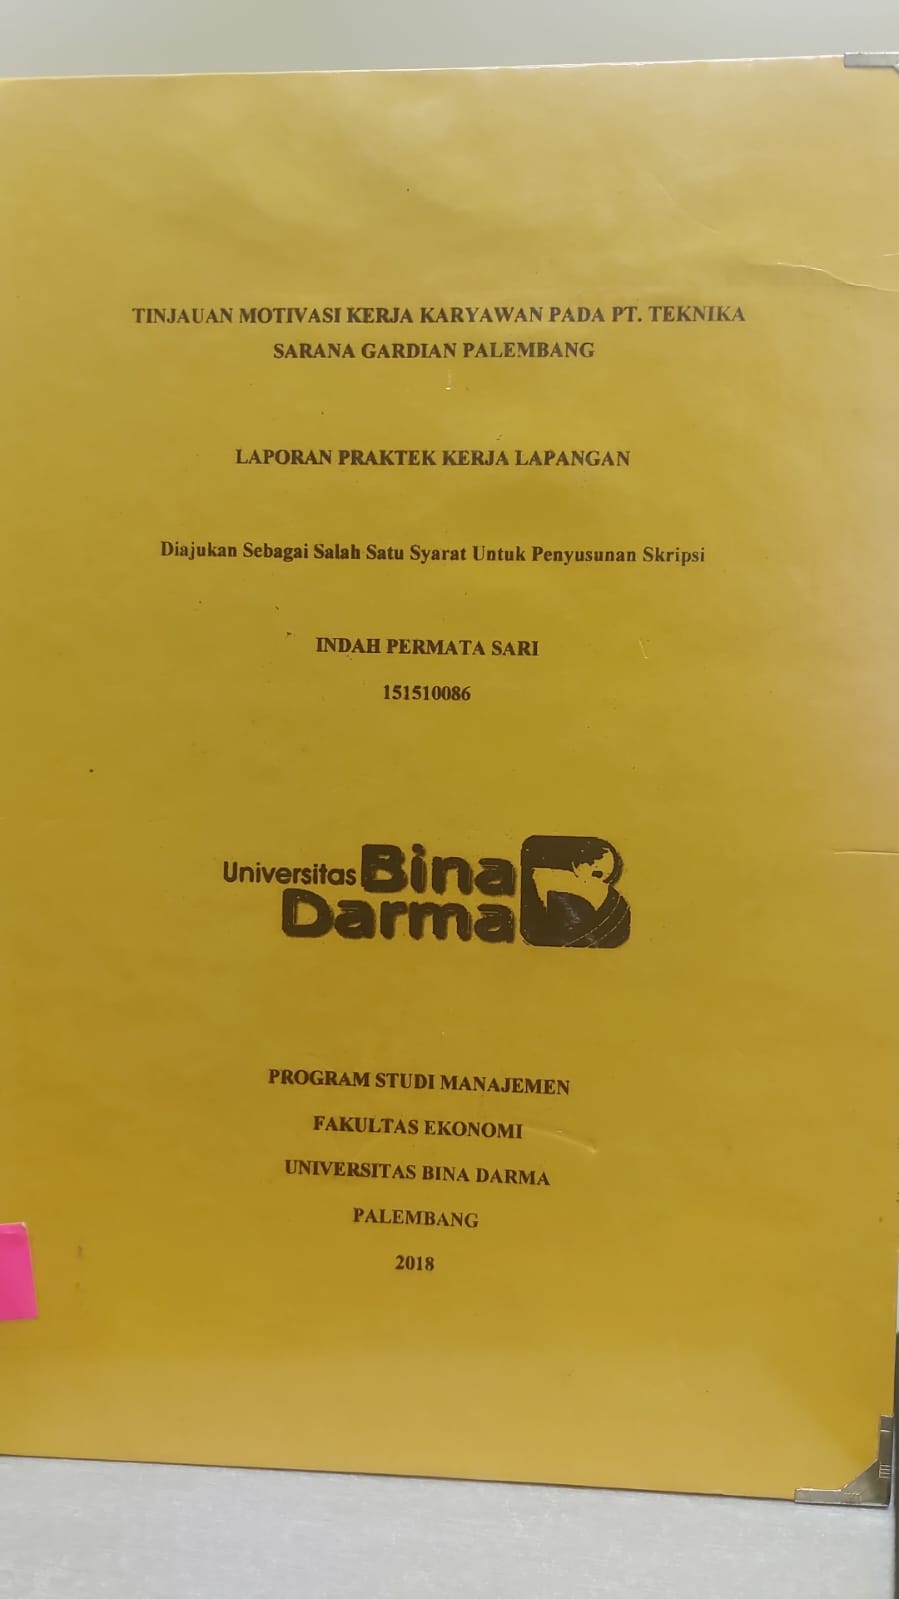 TINJAUAN MOTIVASI KERJA KARYAWAN PADA PT. TEKNIKA
SARANA GARDIAN PALEMBANG
LAPORAN PRAKTEK KERJA LAPANGAN
Diajukan Sebagai Salah Satu Syarat Untuk Penyusunan Skripsi
INDAH PERMATA SARI
151510086
Universitas Bina
Darma
PROGRAM STUDI MANAJEMEN
FAKULTAS EKONOMI
UNIVERSITAS BINA DARMA
PALEMBANG
2018